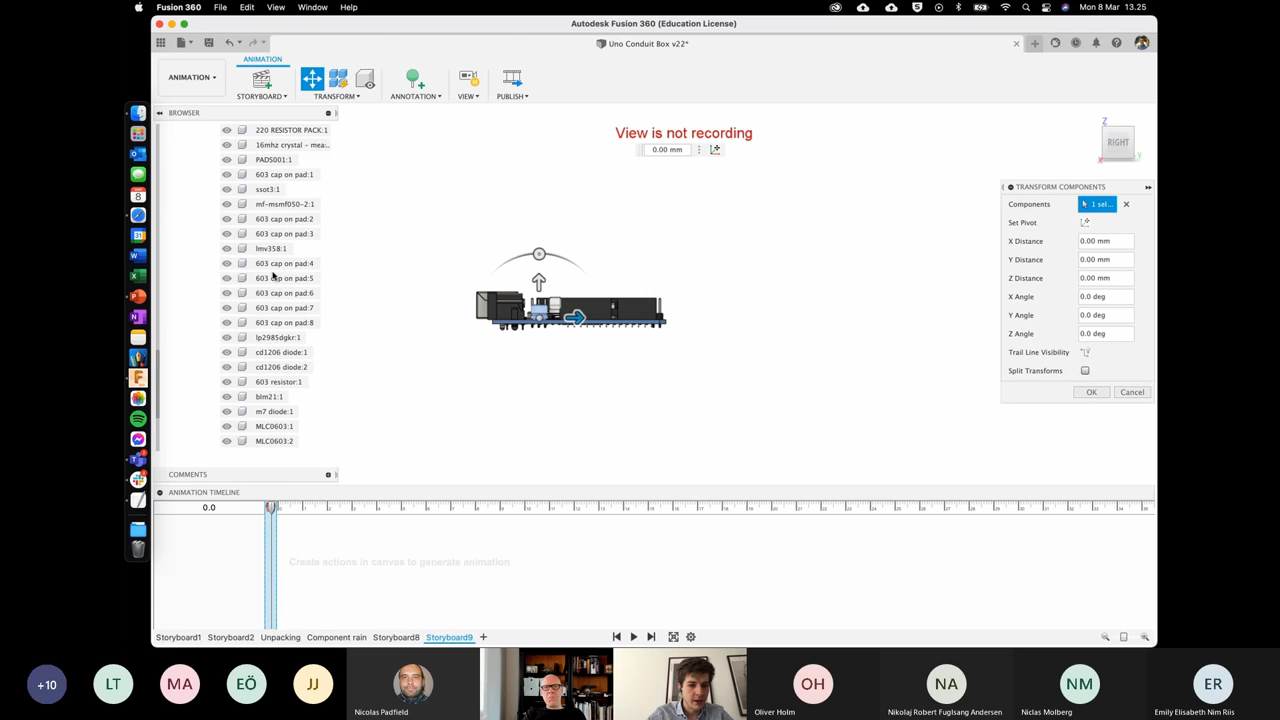 Fusion 360 File Edit View Window Help
Mon 8 Mar 13.25
Autodesk Fusion 360 (Education License)
Uno Conduit Box v22*
ANIMATION
ANIMATION
STORYBOARD
TRANSFORM
ANNOTATION
VIEW
PUBLISH
BROWSER
220 RESISTOR PACK:1
16mhz crystal - mea:..
PADS001:1
603 cap on pad:1
ssot3:1
mf-msmf050-2:1
603 cap on pad:2
603 cap on pad:3
lmv358:1
603 cap on pad:4
603 cap on pad:5
603 cap on pad:6
603 cap on pad:7
603 cap on pad:8
lp2985dgkr:1
cd1206 diode:1
cd1206 diode:2
603 resistor:1
blm21:1
m7 diode:1
MLC0603:1
MLC0603:2
View is not recording
0.00 mm
Z
RIGHT
X
Y
TRANSFORM COMPONENTS
Components 1 sel...
Set Pivot
X Distance 0.00 mm
Y Distance 0.00 mm
Z Distance 0.00 mm
X Angle 0.0 deg
Y Angle 0.0 deg
Z Angle 0.0 deg
Trail Line Visibility
Split Transforms
OK Cancel
COMMENTS
ANIMATION TIMELINE
0.0
Create actions in canvas to generate animation
Storyboard1 Storyboard2 Unpacking Component rain Storyboard8 Storyboard9
+10
LT
MA
EÖ
JJ
Nicolas Padfield
OH
Oliver Holm
NA
Nikolaj Robert Fuglsang Andersen
NM
Niclas Molberg
ER
Emily Elisabeth Nim Riis